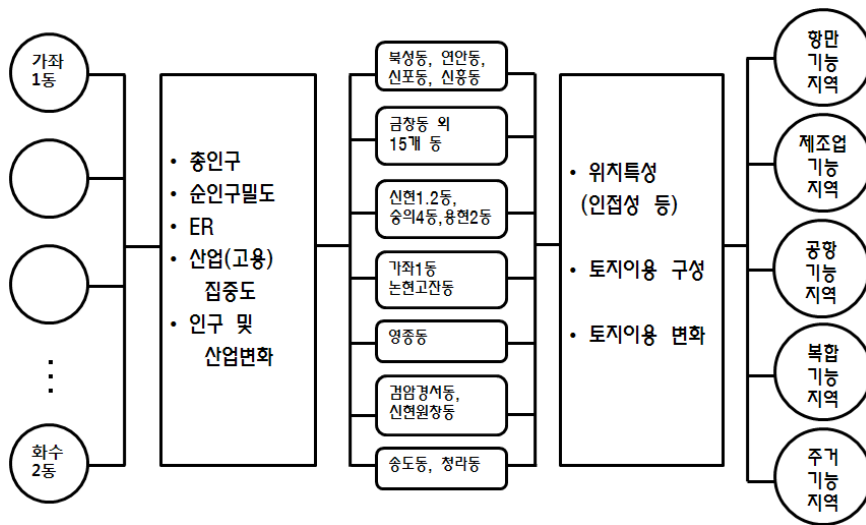 가좌
1동
⋮
화수
2동
• 총인구
• 순인구밀도
• ER
• 산업(고용)
집중도
• 인구 및
산업변화
북성동, 연안동,
신포동, 신흥동
금창동 외
15개 동
신현1.2동,
숭의4동,용현2동
가좌1동
논현고잔동
영종동
검암경서동,
신현원창동
송도동, 청라동
• 위치특성
(인접성 등)
• 토지이용 구성
• 토지이용 변화
항만
기능
지역
제조업
기능
지역
공항
기능
지역
복합
기능
지역
주거
기능
지역